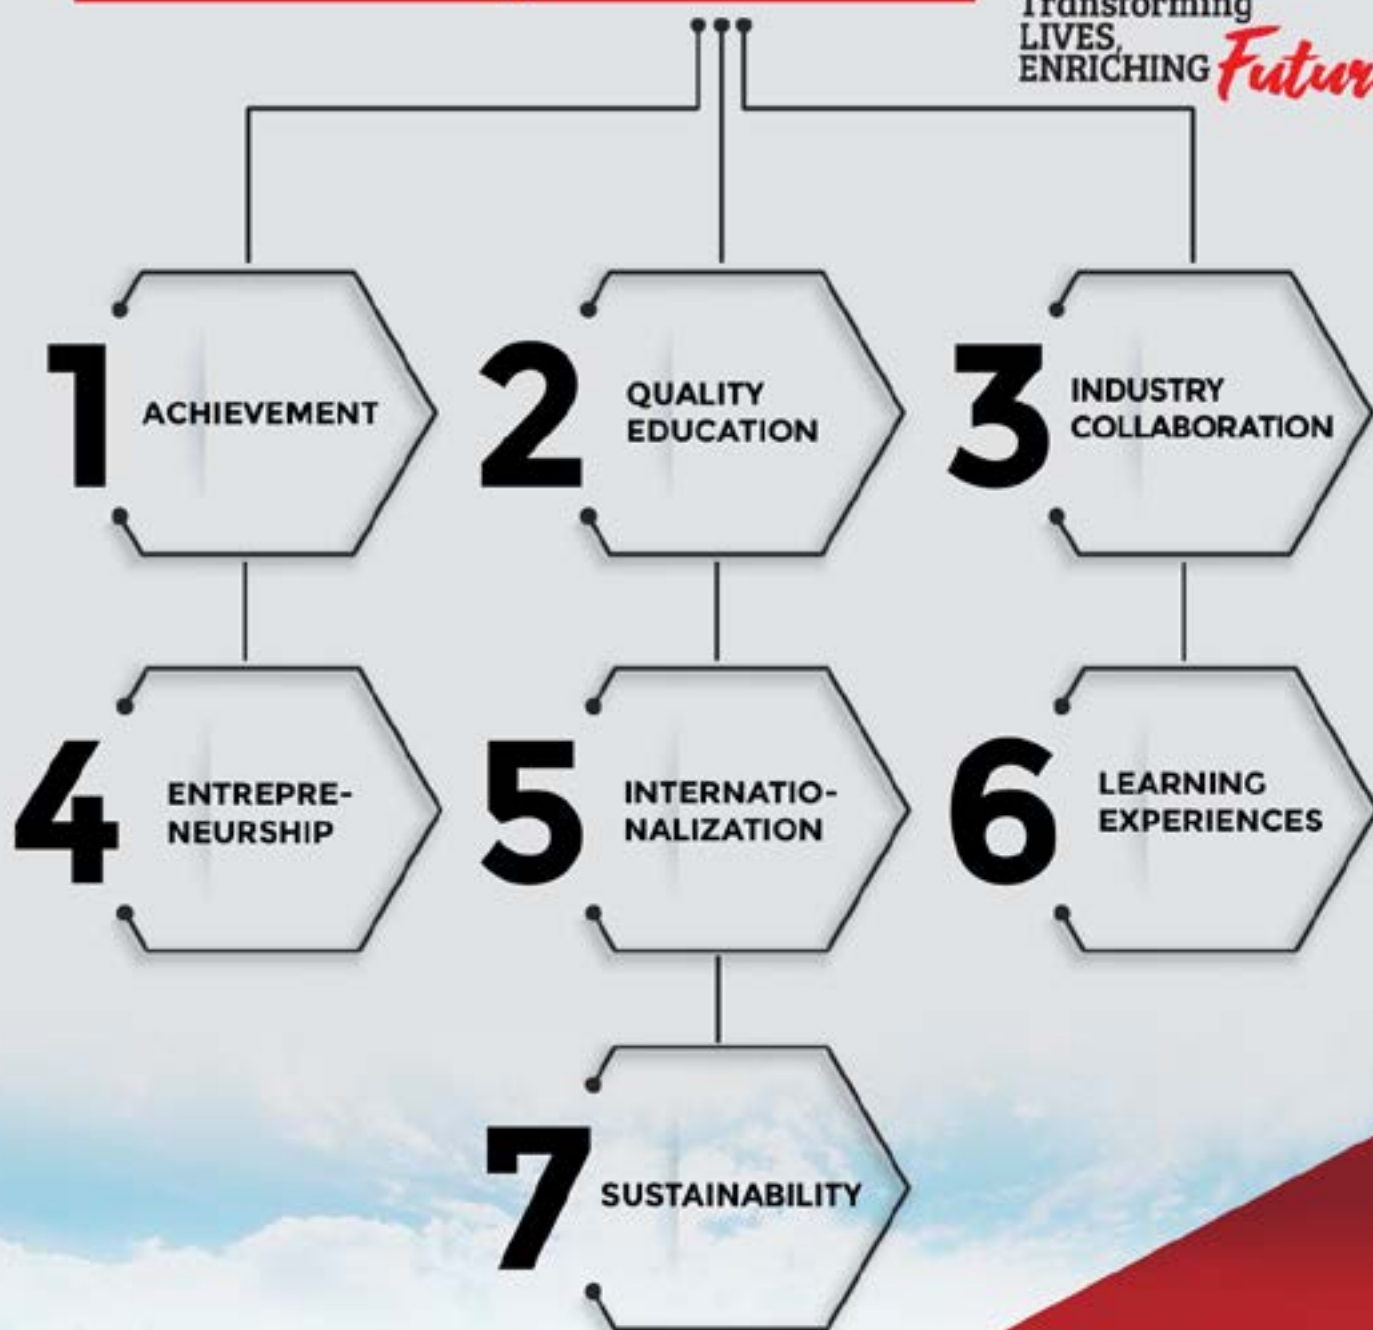 Transforming
LIVES,
ENRICHING
1
ACHIEVEMENT
2
QUALITY
EDUCATION
3
INDUSTRY
COLLABORATION
4
ENTREPRE-
NEURSHIP
5
INTERNATIO-
NALIZATION
6
LEARNING
EXPERIENCES
7
SUSTAINABILITY